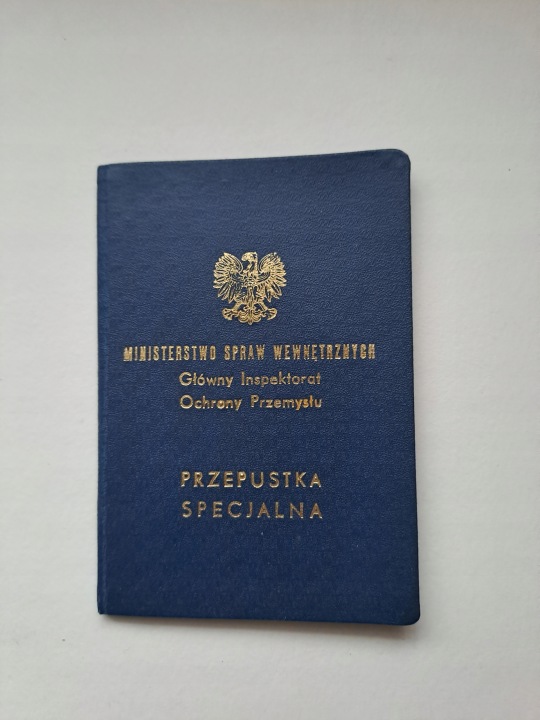 MINISTERSTWO SPRAW WEWNĘTRZNYCH
Główny Inspektorat
Ochrony Przemysłu
PRZEPUSTKA
SPECJALNA